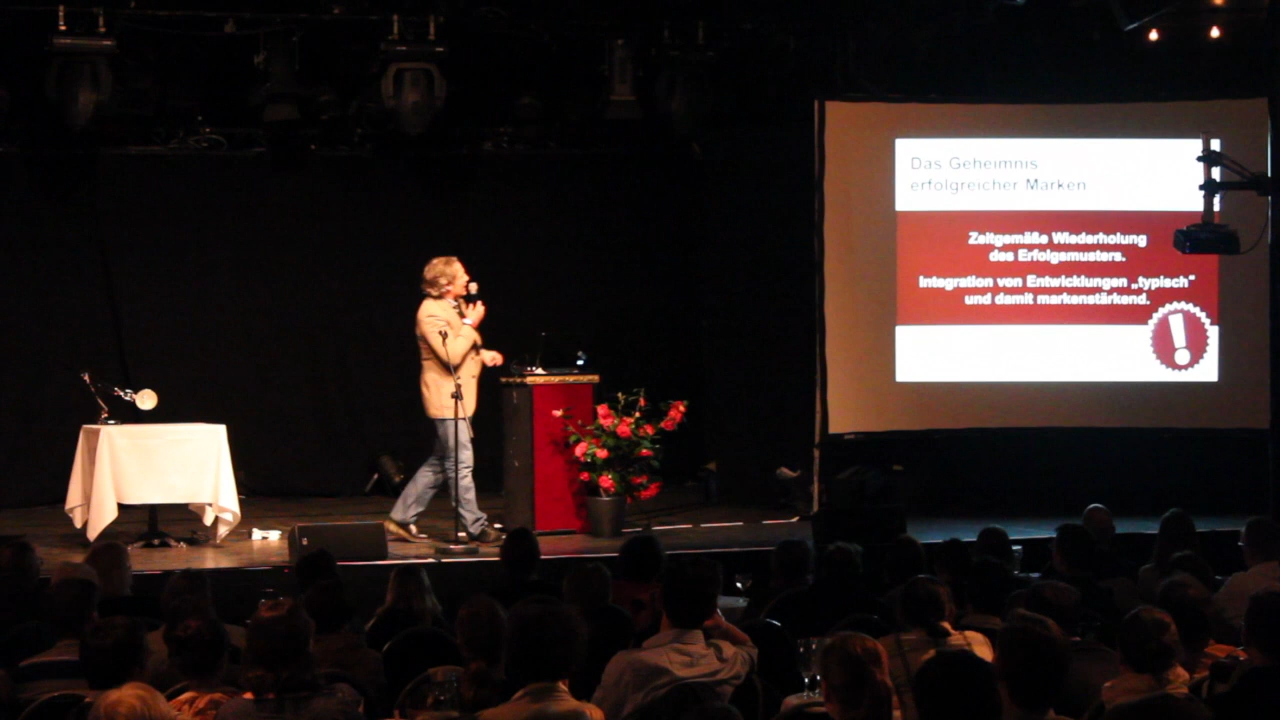 Das Geheimnis
erfolgreicher Marken
Zeitgemäße Wiederholung
des Erfolgsmusters.
Integration von Entwicklungen „typisch“
und damit markenstärkend.
!